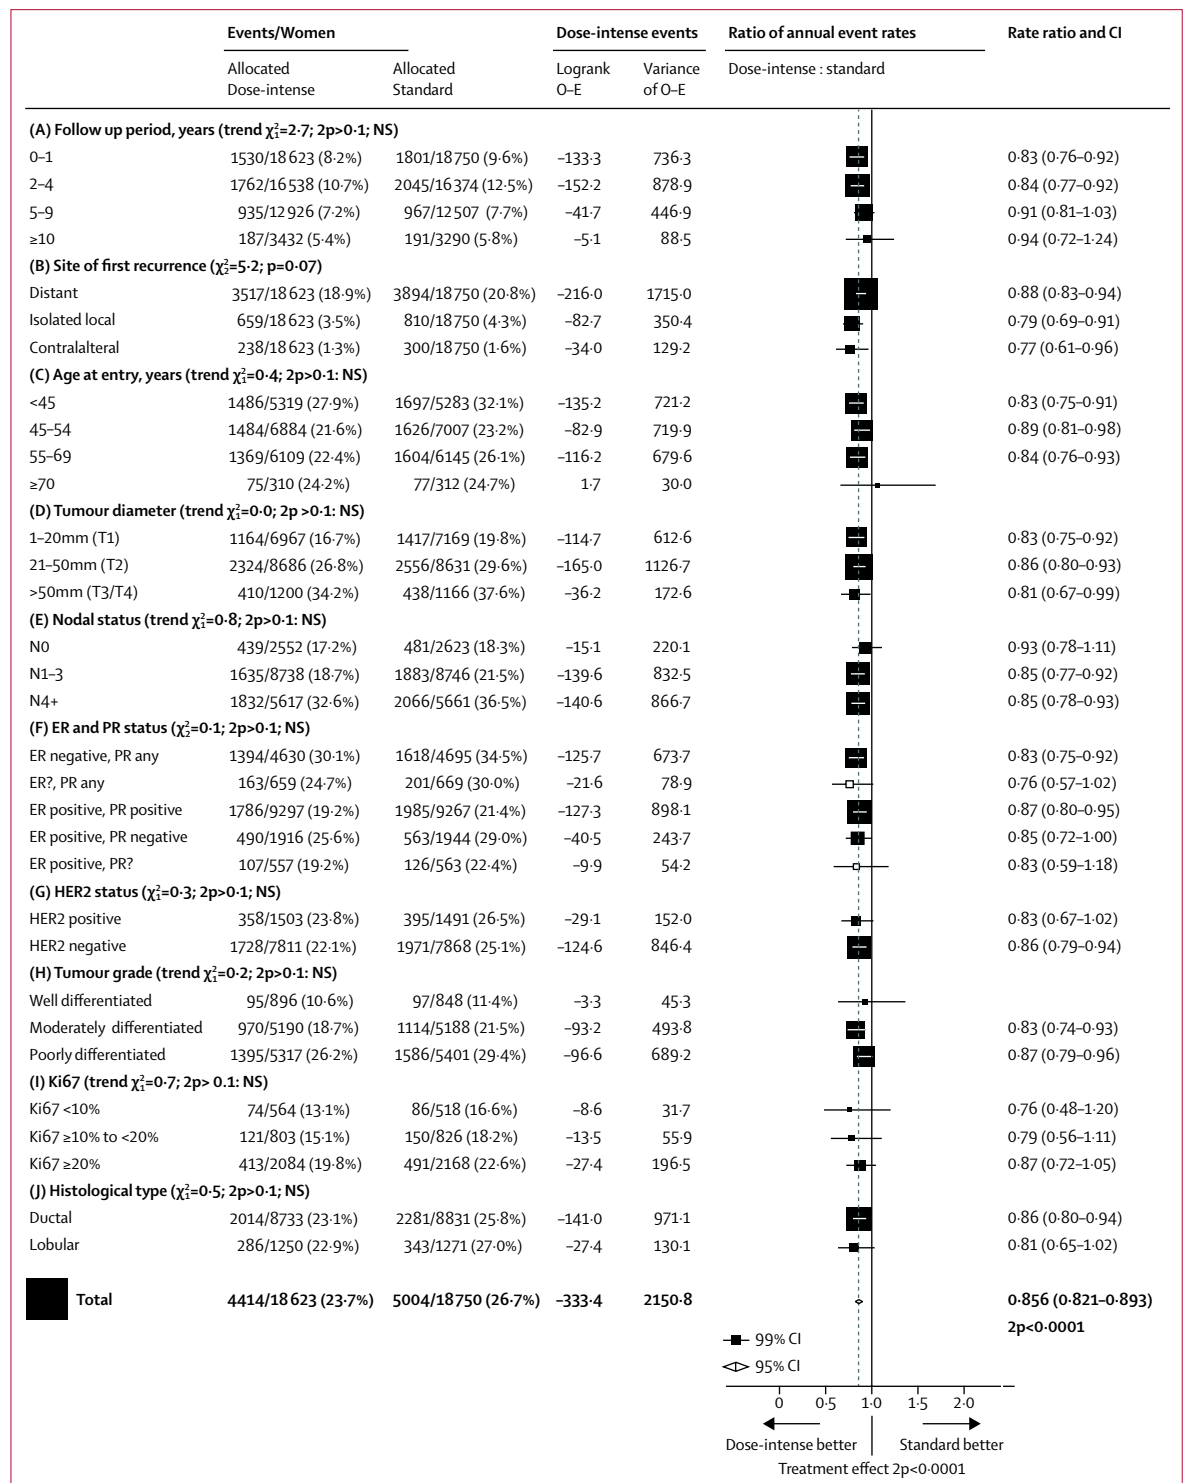 Events/Women Dose-intense events Ratio of annual event rates Rate ratio and CI
Allocated Dose-intense Allocated Standard Logrank O–E Variance of O–E Dose-intense : standard
(A) Follow up period, years (trend χ²₁=2·7; 2p>0·1; NS)
0–1 1530/18 623 (8·2%) 1801/18 750 (9·6%) –133·3 736·3 0·83 (0·76–0·92)
2–4 1762/16 538 (10·7%) 2045/16 374 (12·5%) –152·2 878·9 0·84 (0·77–0·92)
5–9 935/12 926 (7·2%) 967/12 507 (7·7%) –41·7 446·9 0·91 (0·81–1·03)
≥10 187/3432 (5·4%) 191/3290 (5·8%) –5·1 88·5 0·94 (0·72–1·24)
(B) Site of first recurrence (χ²₂=5·2; p=0·07)
Distant 3517/18 623 (18·9%) 3894/18 750 (20·8%) –216·0 1715·0 0·88 (0·83–0·94)
Isolated local 659/18 623 (3·5%) 810/18 750 (4·3%) –82·7 350·4 0·79 (0·69–0·91)
Contralalteral 238/18 623 (1·3%) 300/18 750 (1·6%) –34·0 129·2 0·77 (0·61–0·96)
(C) Age at entry, years (trend χ²₁=0·4; 2p>0·1: NS)
<45 1486/5319 (27·9%) 1697/5283 (32·1%) –135·2 721·2 0·83 (0·75–0·91)
45–54 1484/6884 (21·6%) 1626/7007 (23·2%) –82·9 719·9 0·89 (0·81–0·98)
55–69 1369/6109 (22·4%) 1604/6145 (26·1%) –116·2 679·6 0·84 (0·76–0·93)
≥70 75/310 (24·2%) 77/312 (24·7%) 1·7 30·0
(D) Tumour diameter (trend χ²₁=0·0; 2p >0·1: NS)
1–20mm (T1) 1164/6967 (16·7%) 1417/7169 (19·8%) –114·7 612·6 0·83 (0·75–0·92)
21–50mm (T2) 2324/8686 (26·8%) 2556/8631 (29·6%) –165·0 1126·7 0·86 (0·80–0·93)
>50mm (T3/T4) 410/1200 (34·2%) 438/1166 (37·6%) –36·2 172·6 0·81 (0·67–0·99)
(E) Nodal status (trend χ²₁=0·8; 2p>0·1: NS)
N0 439/2552 (17·2%) 481/2623 (18·3%) –15·1 220·1 0·93 (0·78–1·11)
N1–3 1635/8738 (18·7%) 1883/8746 (21·5%) –139·6 832·5 0·85 (0·77–0·92)
N4+ 1832/5617 (32·6%) 2066/5661 (36·5%) –140·6 866·7 0·85 (0·78–0·93)
(F) ER and PR status (χ²₂=0·1; 2p>0·1; NS)
ER negative, PR any 1394/4630 (30·1%) 1618/4695 (34·5%) –125·7 673·7 0·83 (0·75–0·92)
ER?, PR any 163/659 (24·7%) 201/669 (30·0%) –21·6 78·9 0·76 (0·57–1·02)
ER positive, PR positive 1786/9297 (19·2%) 1985/9267 (21·4%) –127·3 898·1 0·87 (0·80–0·95)
ER positive, PR negative 490/1916 (25·6%) 563/1944 (29·0%) –40·5 243·7 0·85 (0·72–1·00)
ER positive, PR? 107/557 (19·2%) 126/563 (22·4%) –9·9 54·2 0·83 (0·59–1·18)
(G) HER2 status (χ²₁=0·3; 2p>0·1; NS)
HER2 positive 358/1503 (23·8%) 395/1491 (26·5%) –29·1 152·0 0·83 (0·67–1·02)
HER2 negative 1728/7811 (22·1%) 1971/7868 (25·1%) –124·6 846·4 0·86 (0·79–0·94)
(H) Tumour grade (trend χ²₁=0·2; 2p>0·1: NS)
Well differentiated 95/896 (10·6%) 97/848 (11·4%) –3·3 45·3
Moderately differentiated 970/5190 (18·7%) 1114/5188 (21·5%) –93·2 493·8 0·83 (0·74–0·93)
Poorly differentiated 1395/5317 (26·2%) 1586/5401 (29·4%) –96·6 689·2 0·87 (0·79–0·96)
(I) Ki67 (trend χ²₁=0·7; 2p> 0.1: NS)
Ki67 <10% 74/564 (13·1%) 86/518 (16·6%) –8·6 31·7 0·76 (0·48–1·20)
Ki67 ≥10% to <20% 121/803 (15·1%) 150/826 (18·2%) –13·5 55·9 0·79 (0·56–1·11)
Ki67 ≥20% 413/2084 (19·8%) 491/2168 (22·6%) –27·4 196·5 0·87 (0·72–1·05)
(J) Histological type (χ²₁=0·5; 2p>0·1; NS)
Ductal 2014/8733 (23·1%) 2281/8831 (25·8%) –141·0 971·1 0·86 (0·80–0·94)
Lobular 286/1250 (22·9%) 343/1271 (27·0%) –27·4 130·1 0·81 (0·65–1·02)
Total 4414/18 623 (23·7%) 5004/18 750 (26·7%) –333·4 2150·8 0·856 (0·821–0·893)
2p<0·0001
99% CI
95% CI
0 0·5 1·0 1·5 2·0
Dose-intense better Standard better
Treatment effect 2p<0·0001